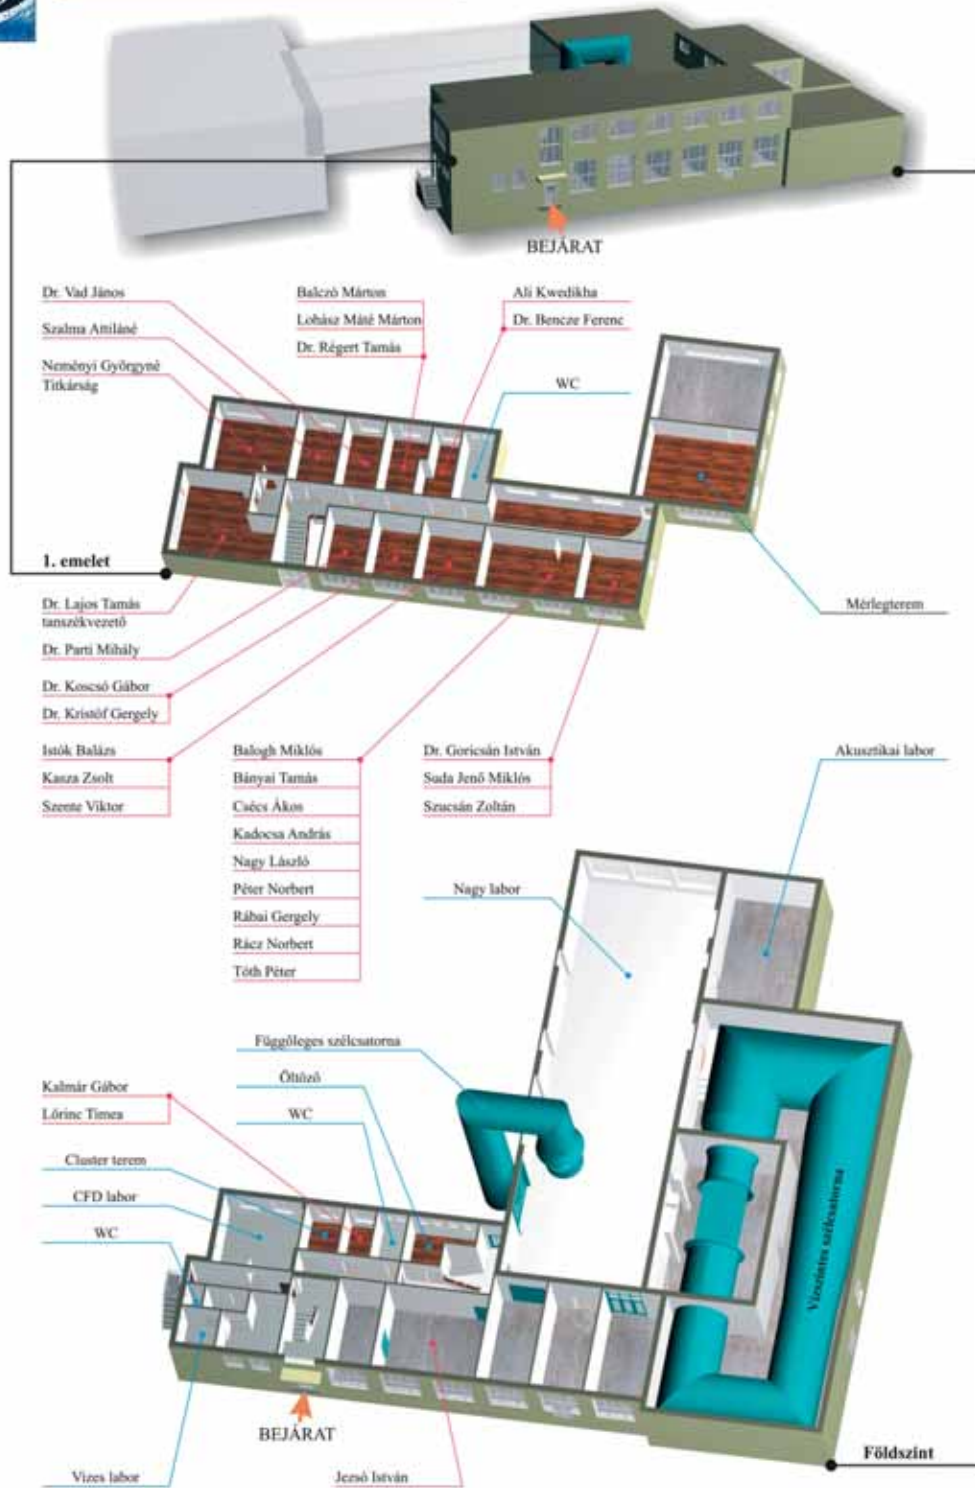 BEJÁRAT
Dr. Vad János
Szalma Attiláné
Neményi Györgyné
Titkárság
Balczó Márton
Lohász Máté Márton
Dr. Régert Tamás
Ali Kwedikha
Dr. Bencze Ferenc
WC
1. emelet
Mérlegterem
Dr. Lajos Tamás
tanszékvezető
Dr. Parti Mihály
Dr. Koscsó Gábor
Dr. Kristóf Gergely
Istók Balázs
Kasza Zsolt
Szente Viktor
Balogh Miklós
Bányai Tamás
Csécs Ákos
Kadocsa András
Nagy László
Péter Norbert
Rábai Gergely
Rácz Norbert
Tóth Péter
Dr. Goricsán István
Suda Jenő Miklós
Szucsán Zoltán
Akusztikai labor
Nagy labor
Függőleges szélcsatorna
Öltöző
WC
Kalmár Gábor
Lőrinc Tímea
Cluster terem
CFD labor
WC
Vízszintes szélcsatorna
BEJÁRAT
Földszint
Vizes labor
Jezsó István